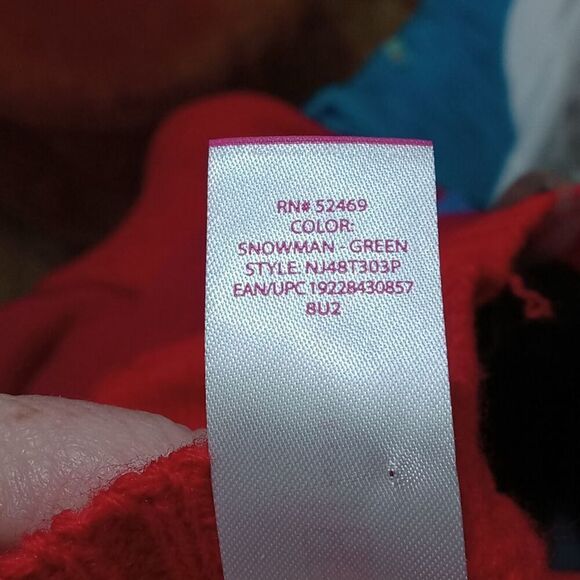 RN# 52469
COLOR:
SNOWMAN - GREEN
STYLE: NJ48T303P
EAN/UPC 19228430857
8U2